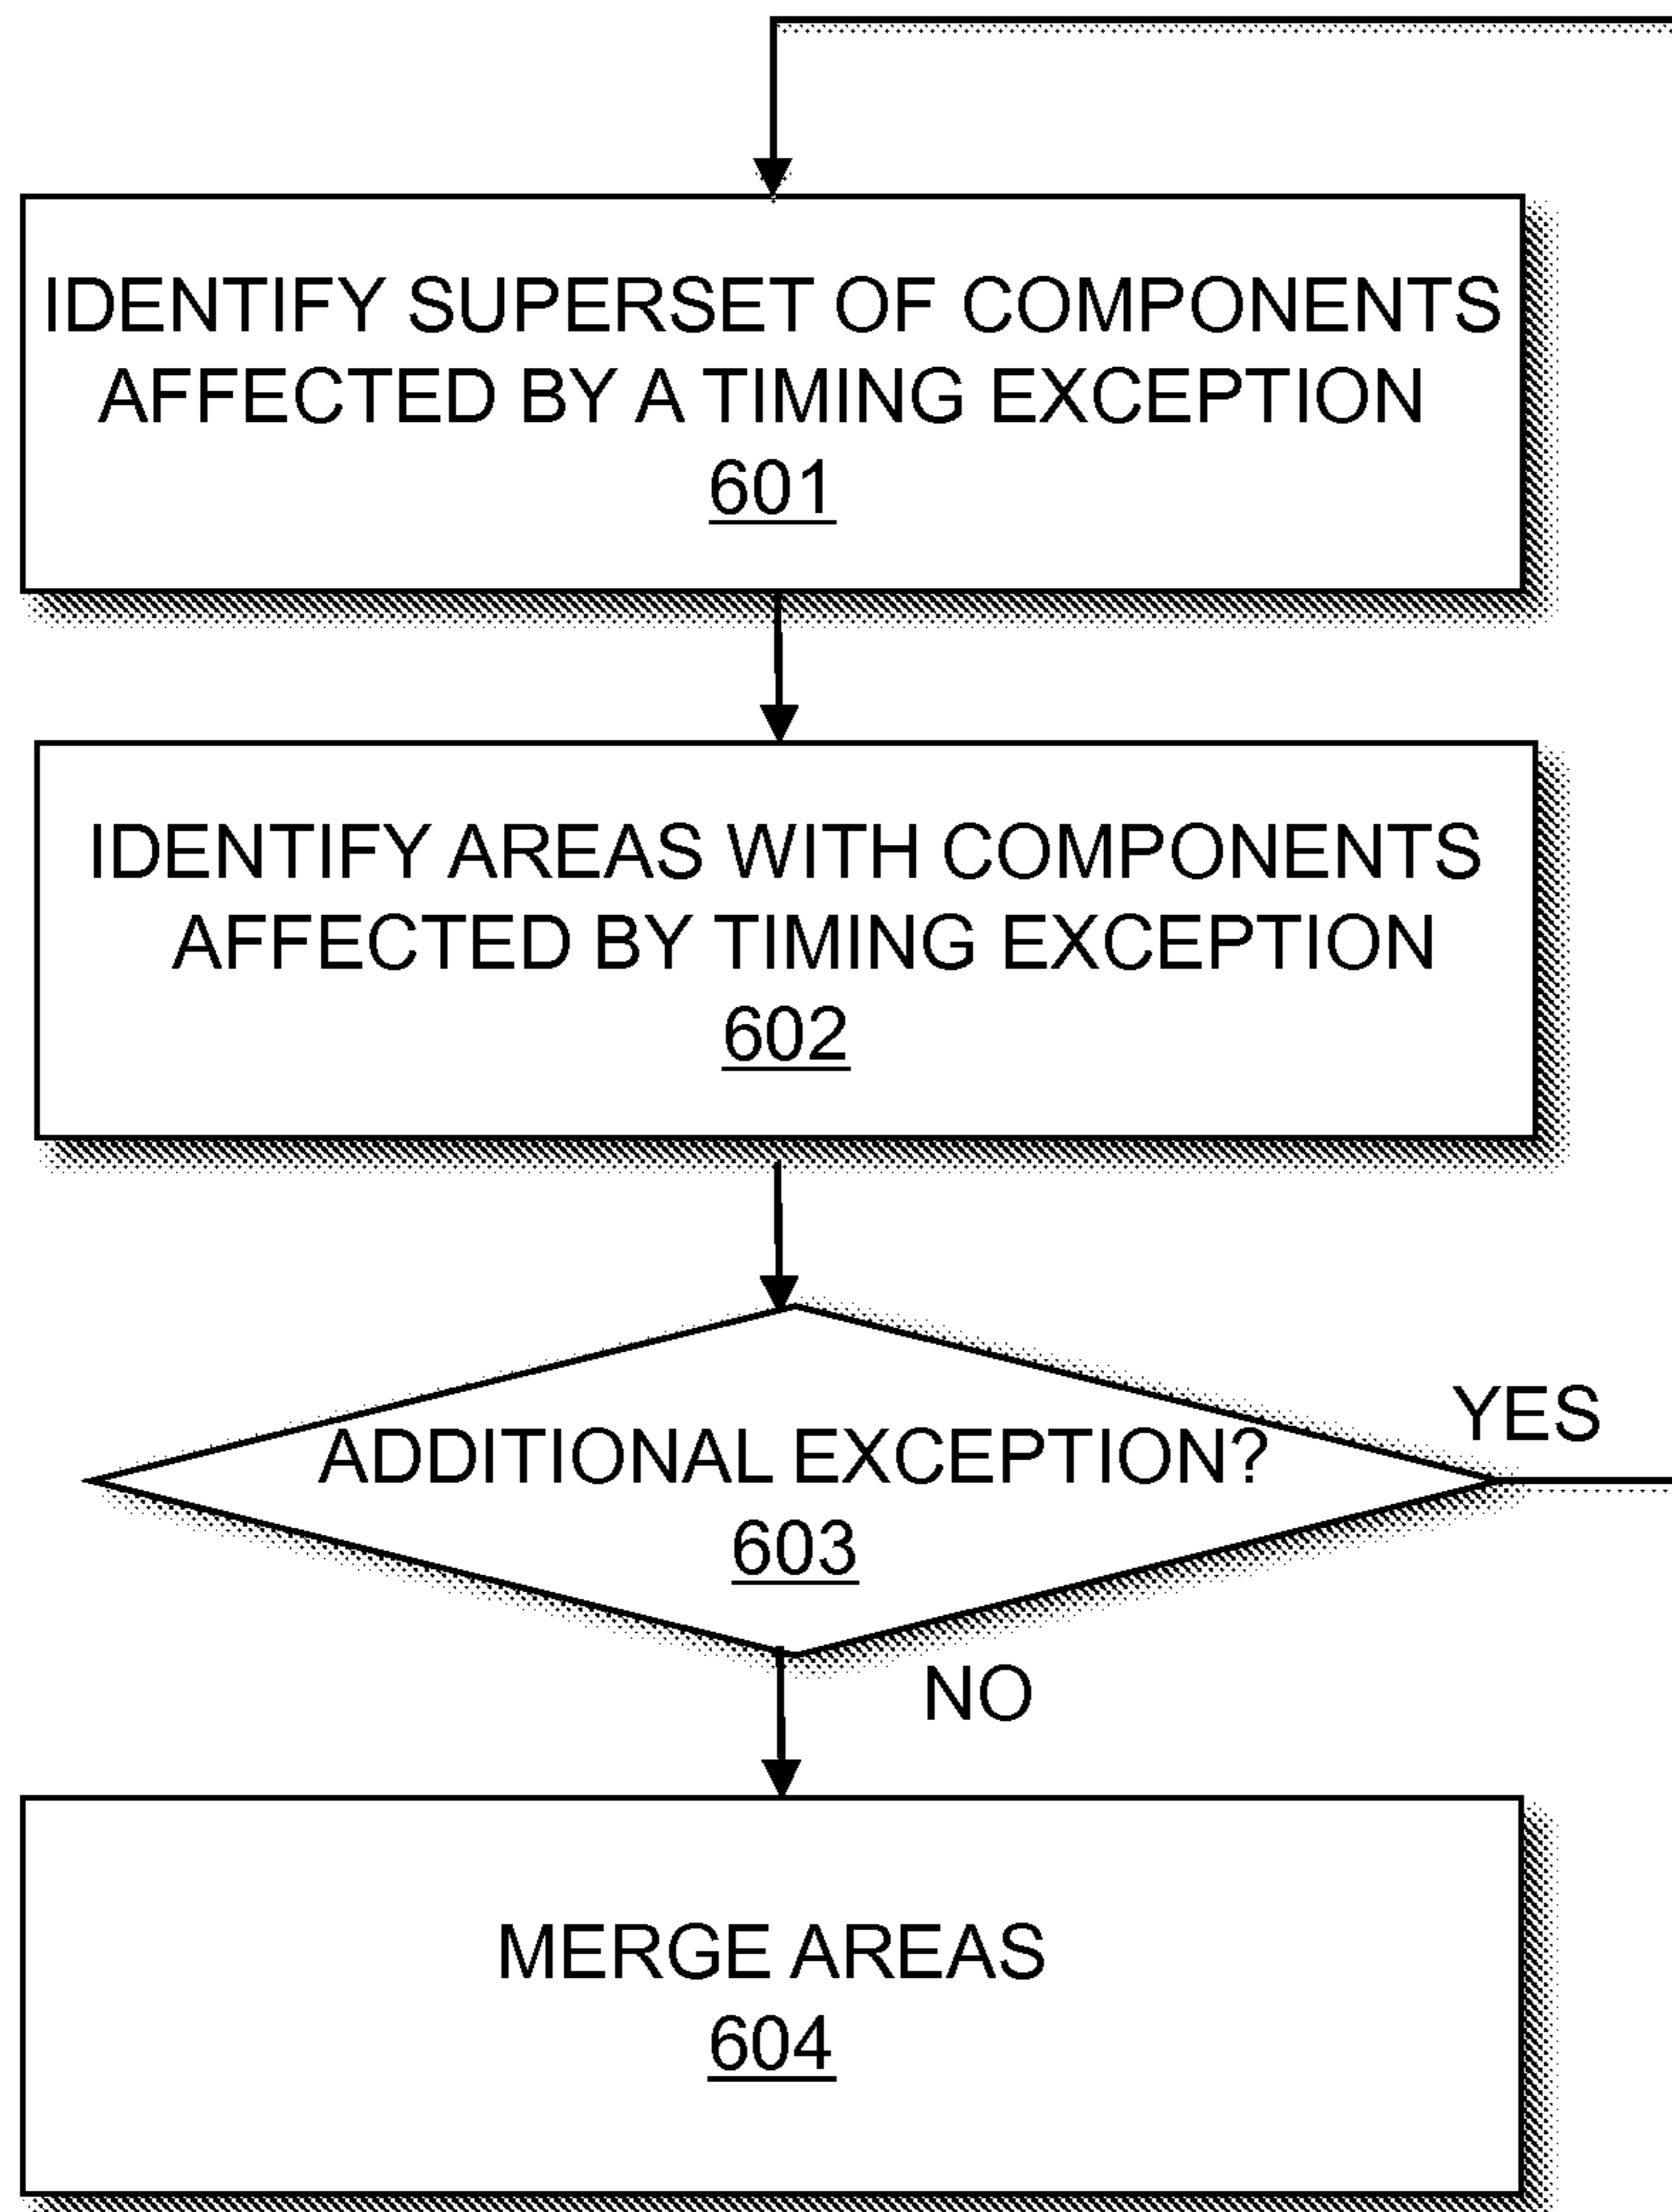 IDENTIFY SUPERSET OF COMPONENTS
AFFECTED BY A TIMING EXCEPTION
601
IDENTIFY AREAS WITH COMPONENTS
AFFECTED BY TIMING EXCEPTION
602
ADDITIONAL EXCEPTION?
603
YES
NO
MERGE AREAS
604